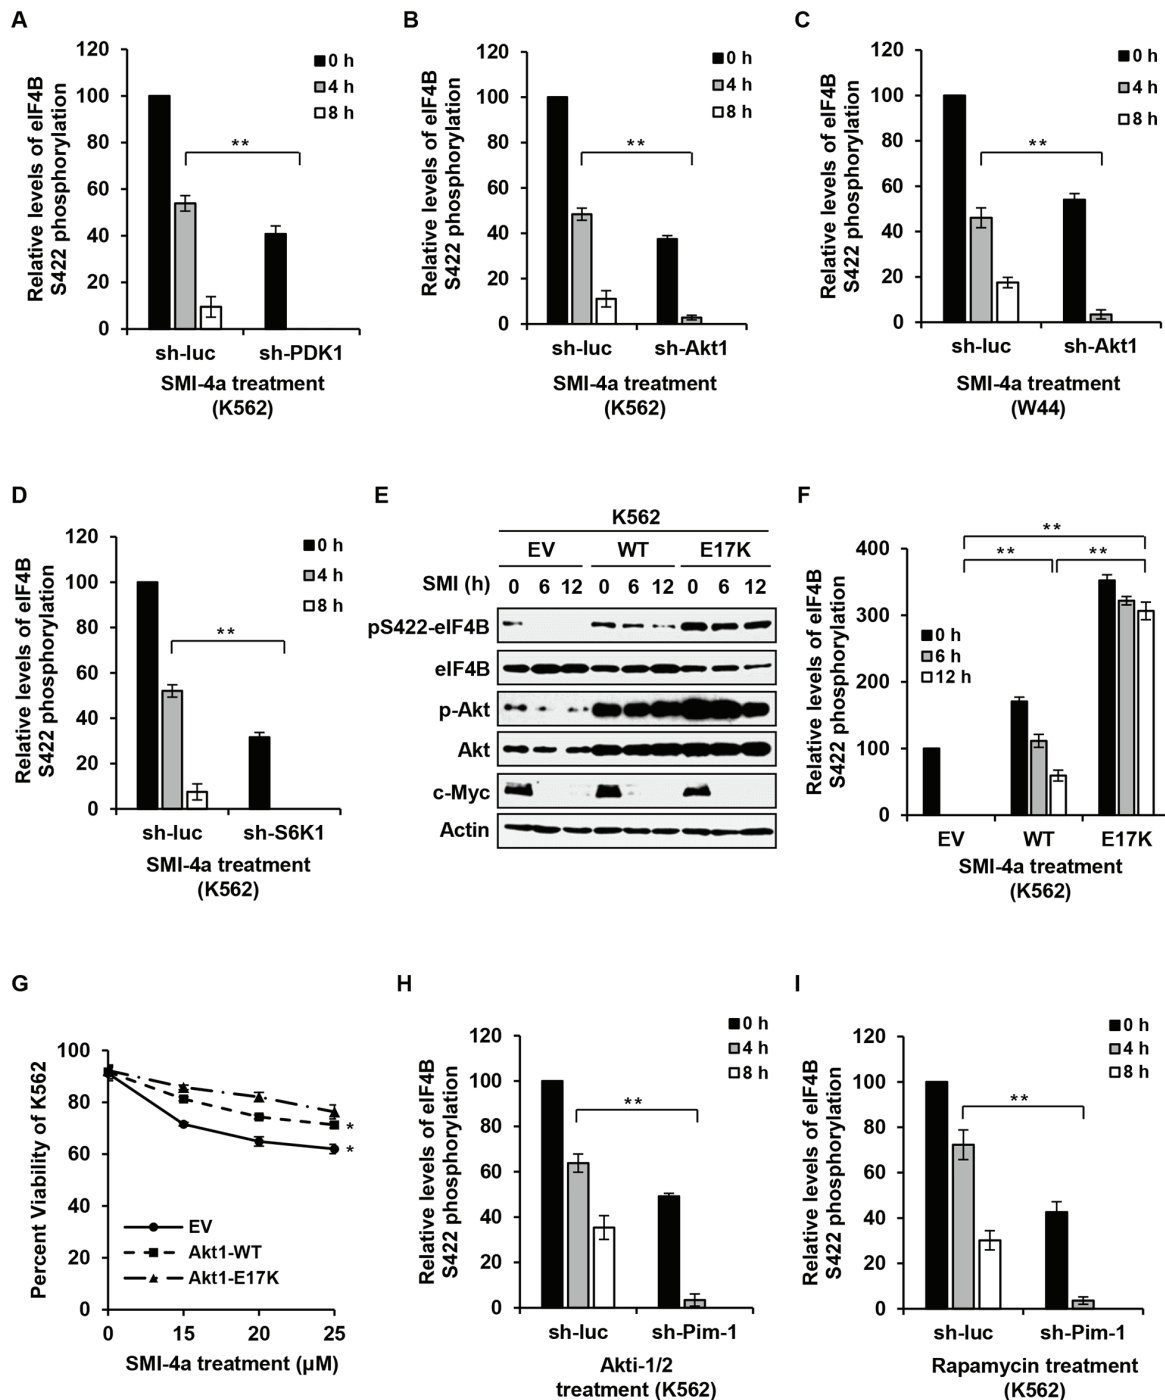 A
Relative levels of eIF4B
S422 phosphorylation
120
100
80
60
40
20
0
0 h
4 h
8 h
**
sh-luc sh-PDK1
SMI-4a treatment
(K562)
B
Relative levels of eIF4B
S422 phosphorylation
120
100
80
60
40
20
0
0 h
4 h
8 h
**
sh-luc sh-Akt1
SMI-4a treatment
(K562)
C
Relative levels of eIF4B
S422 phosphorylation
120
100
80
60
40
20
0
0 h
4 h
8 h
**
sh-luc sh-Akt1
SMI-4a treatment
(W44)
D
Relative levels of eIF4B
S422 phosphorylation
120
100
80
60
40
20
0
0 h
4 h
8 h
**
sh-luc sh-S6K1
SMI-4a treatment
(K562)
E
K562
EV WT E17K
SMI (h) 0 6 12 0 6 12 0 6 12
pS422-eIF4B
eIF4B
p-Akt
Akt
c-Myc
Actin
F
Relative levels of eIF4B
S422 phosphorylation
400
300
200
100
0
0 h
6 h
12 h
**
** **
EV WT E17K
SMI-4a treatment
(K562)
G
Percent Viability of K562
100
80
60
40
20
0
*
*
EV
Akt1-WT
Akt1-E17K
0 15 20 25
SMI-4a treatment (µM)
H
Relative levels of eIF4B
S422 phosphorylation
120
100
80
60
40
20
0
0 h
4 h
8 h
**
sh-luc sh-Pim-1
Akti-1/2
treatment (K562)
I
Relative levels of eIF4B
S422 phosphorylation
120
100
80
60
40
20
0
0 h
4 h
8 h
**
sh-luc sh-Pim-1
Rapamycin treatment
(K562)